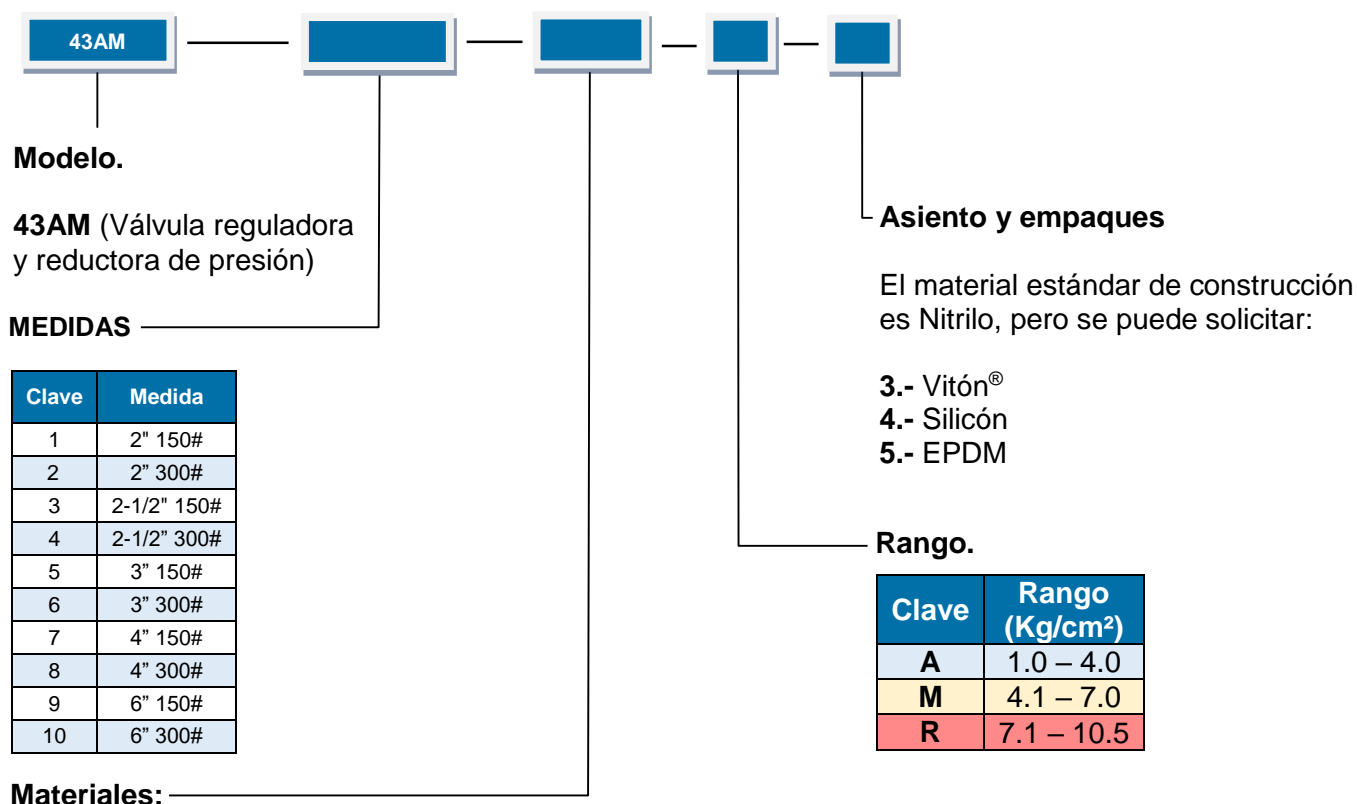 43AM
Modelo.
43AM (Válvula reguladora
y reductora de presión)
MEDIDAS
Clave Medida
1 2" 150#
2 2” 300#
3 2-1/2" 150#
4 2-1/2” 300#
5 3” 150#
6 3” 300#
7 4” 150#
8 4” 300#
9 6” 150#
10 6” 300#
Materiales:
Asiento y empaques
El material estándar de construcción
es Nitrilo, pero se puede solicitar:
3.- Vitón®
4.- Silicón
5.- EPDM
Rango.
Clave Rango
(Kg/cm²)
A 1.0 – 4.0
M 4.1 – 7.0
R 7.1 – 10.5